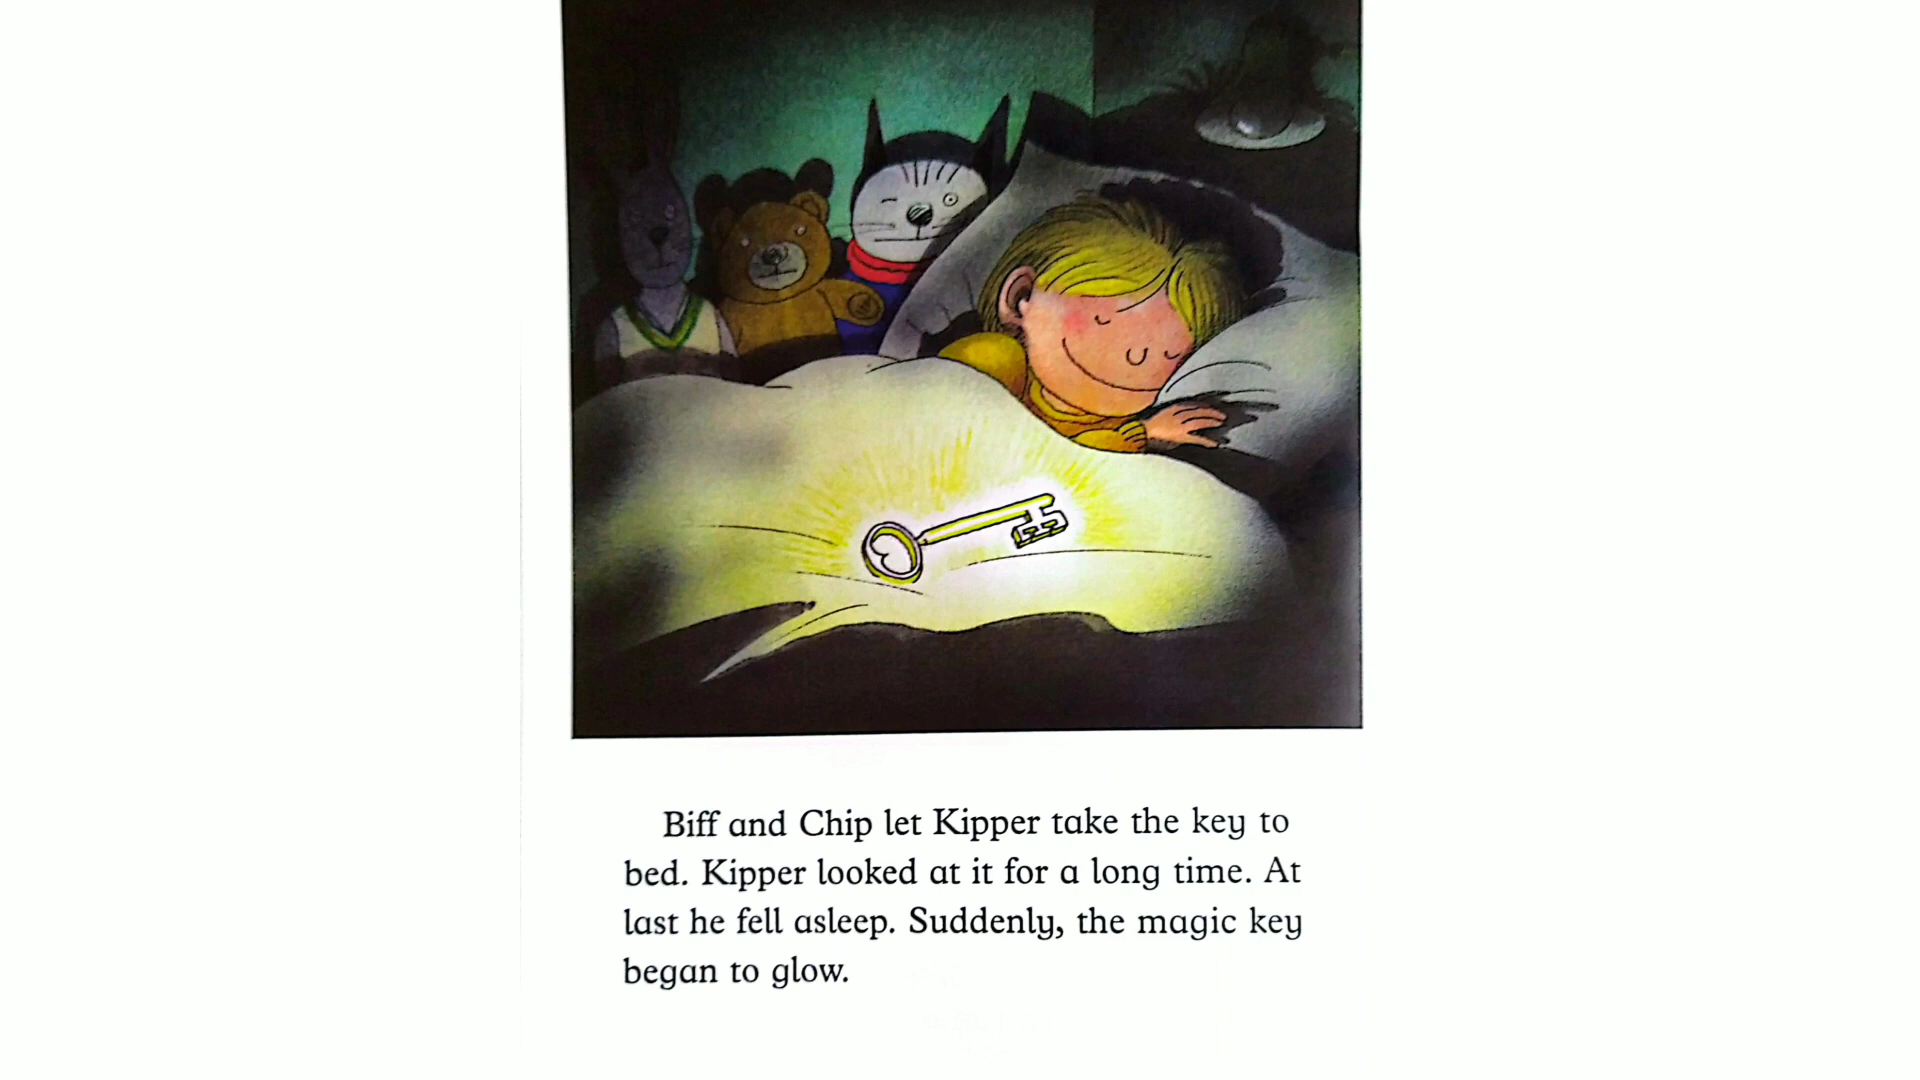 Biff and Chip let Kipper take the key to
bed. Kipper looked at it for a long time. At
last he fell asleep. Suddenly, the magic key
began to glow.